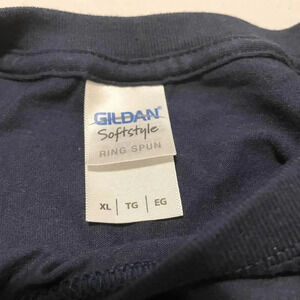 GILDAN®
Softstyle
RING SPUN
XL | TG | EG